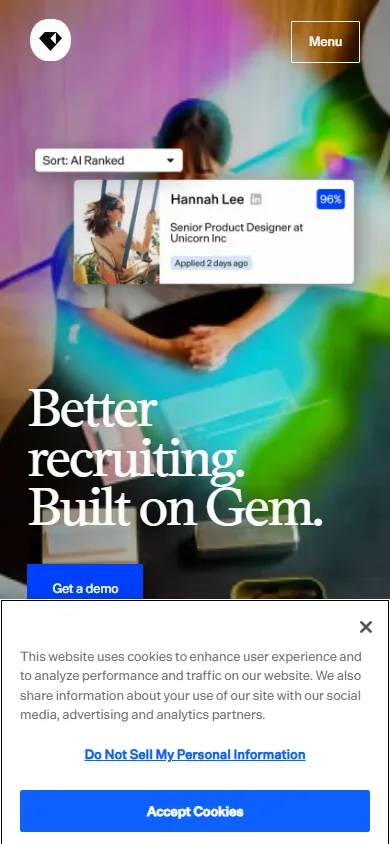 Menu
Sort: AI Ranked
Hannah Lee in
96%
Senior Product Designer at
Unicorn Inc
Applied 2 days ago
Better
recruiting.
Built on Gem.
Get a demo
This website uses cookies to enhance user experience and
to analyze performance and traffic on our website. We also
share information about your use of our site with our social
media, advertising and analytics partners.
Do Not Sell My Personal Information
Accept Cookies